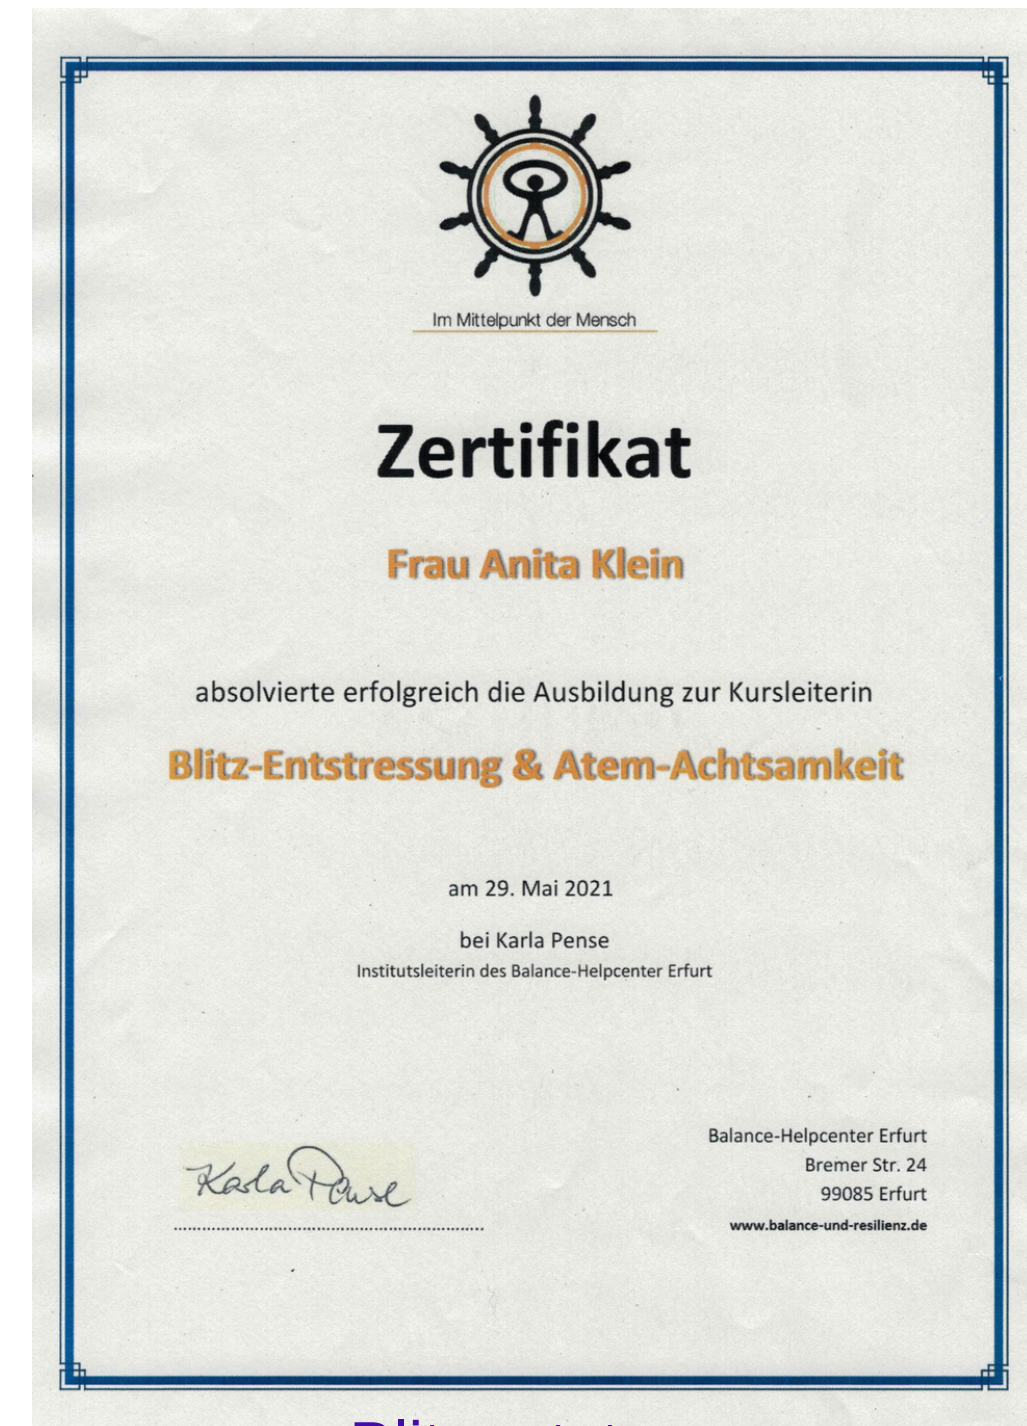 Im Mittelpunkt der Mensch
Zertifikat
Frau Anita Klein
absolvierte erfolgreich die Ausbildung zur Kursleiterin
Blitz-Entstressung & Atem-Achtsamkeit
am 29. Mai 2021
bei Karla Pense
Institutsleiterin des Balance-Helpcenter Erfurt
Karla Pense
Balance-Helpcenter Erfurt
Bremer Str. 24
99085 Erfurt
www.balance-und-resilienz.de